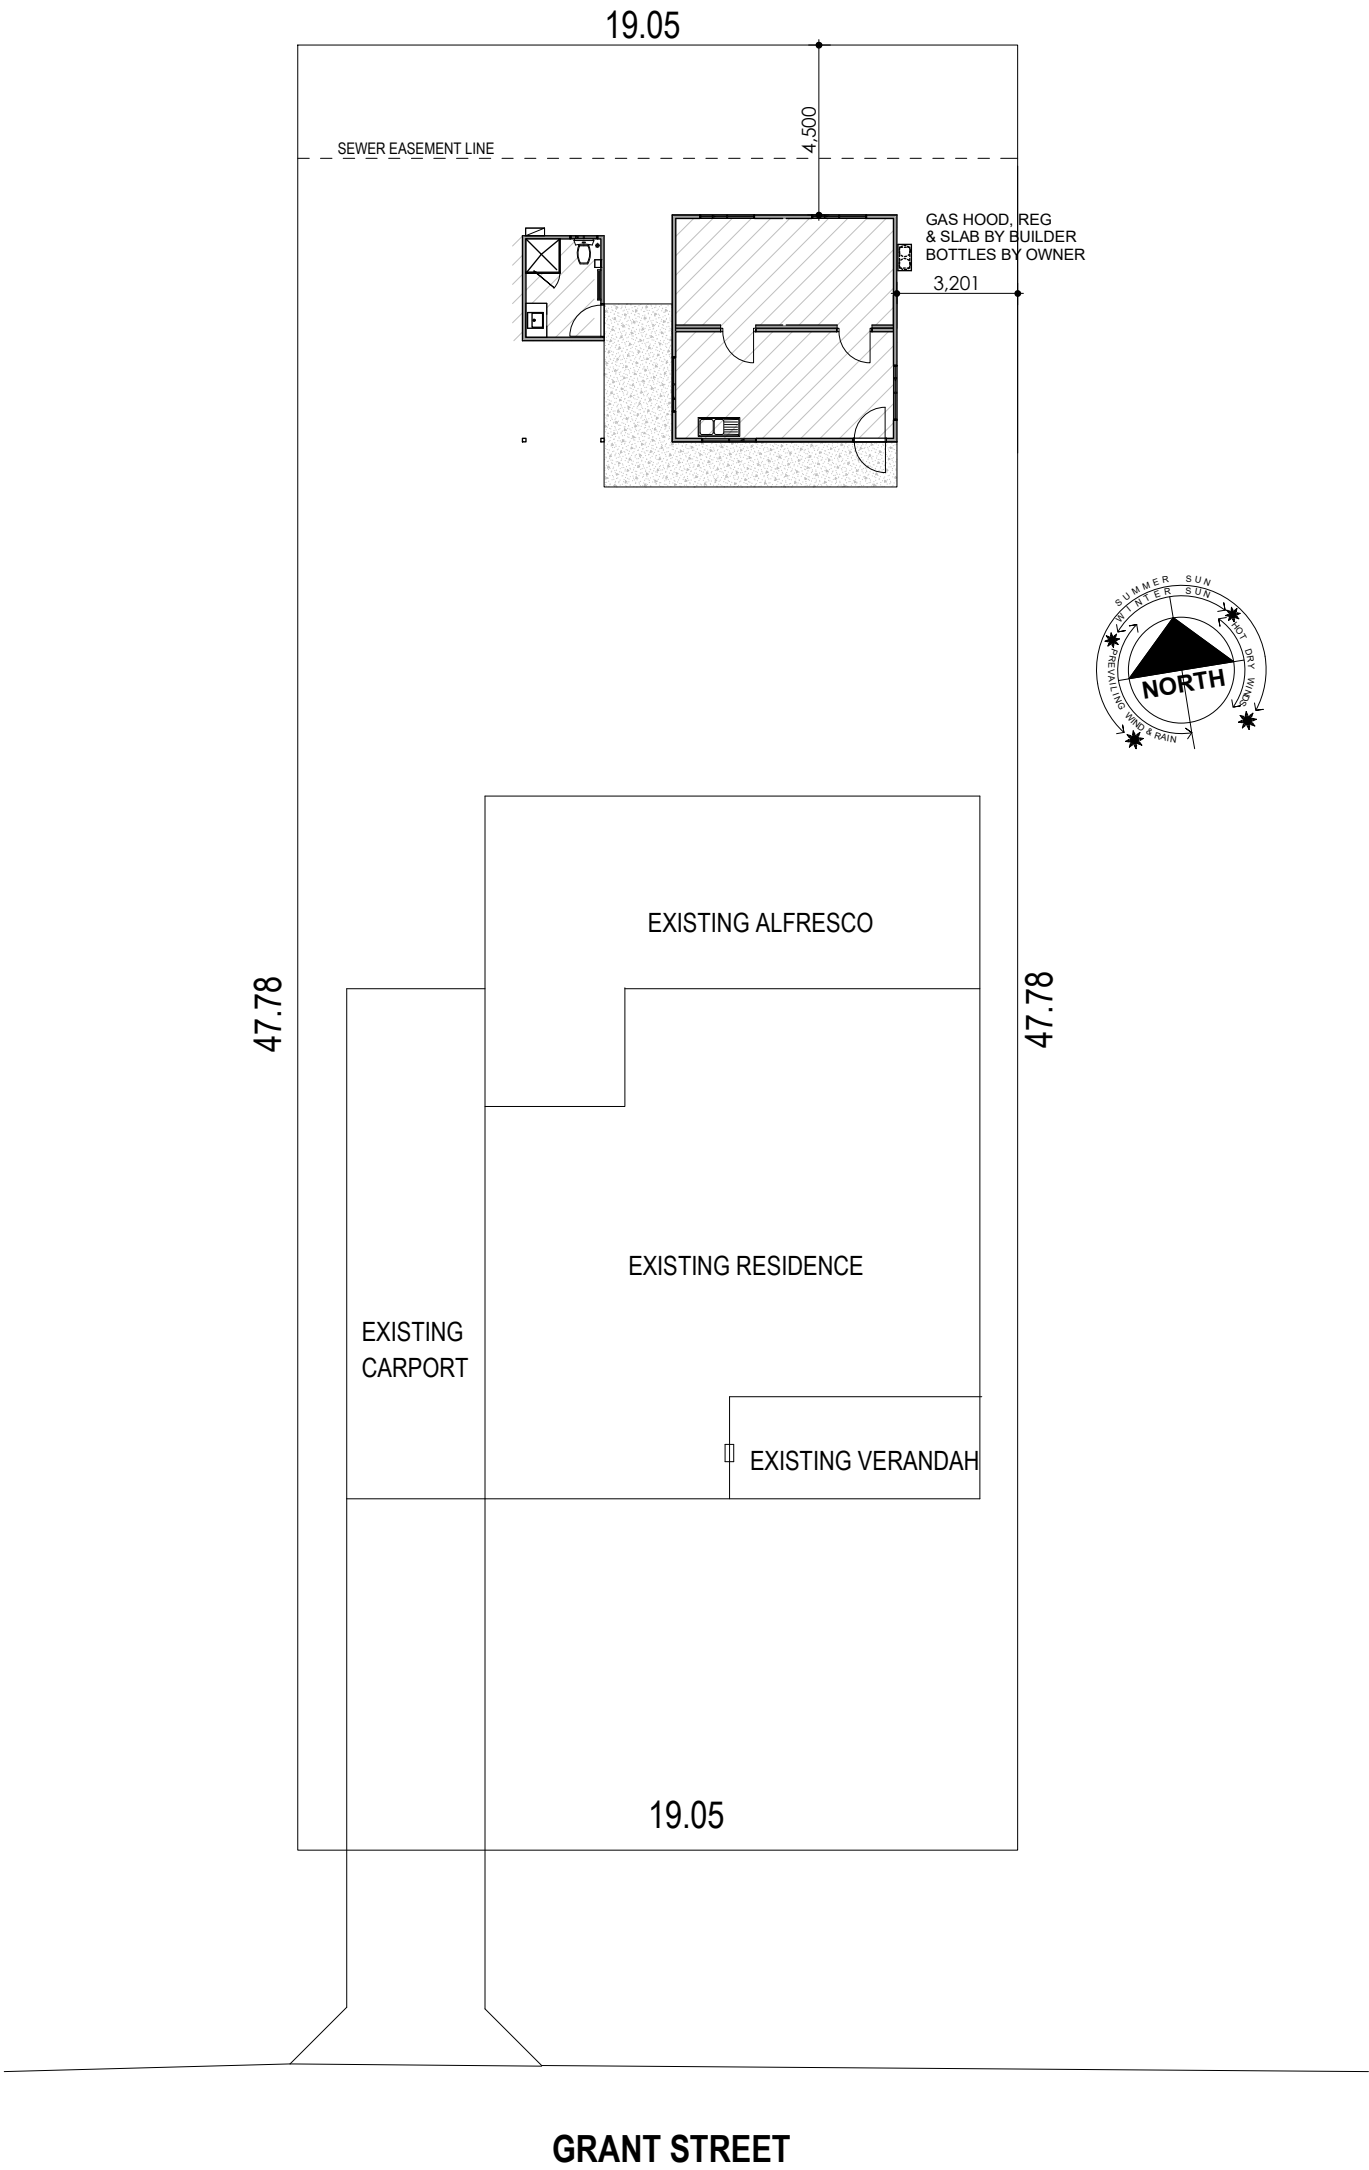 19.05
4,500
SEWER EASEMENT LINE
GAS HOOD, REG
& SLAB BY BUILDER
BOTTLES BY OWNER
3,201
SUMMER SUN
WINTER SUN
HOT DRY WINDS
PREVAILING WIND & RAIN
NORTH
EXISTING ALFRESCO
47.78
47.78
EXISTING RESIDENCE
EXISTING
CARPORT
EXISTING VERANDAH
19.05
GRANT STREET